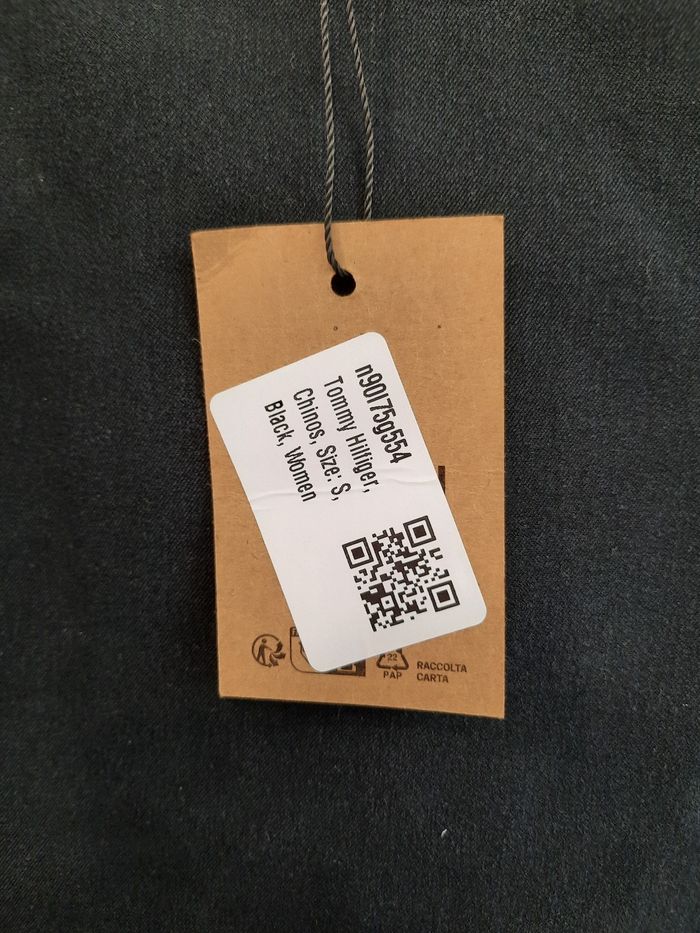 n90175g554
Tommy Hilfiger,
Chinos, Size: S,
Black, Women
22
PAP
RACCOLTA
CARTA